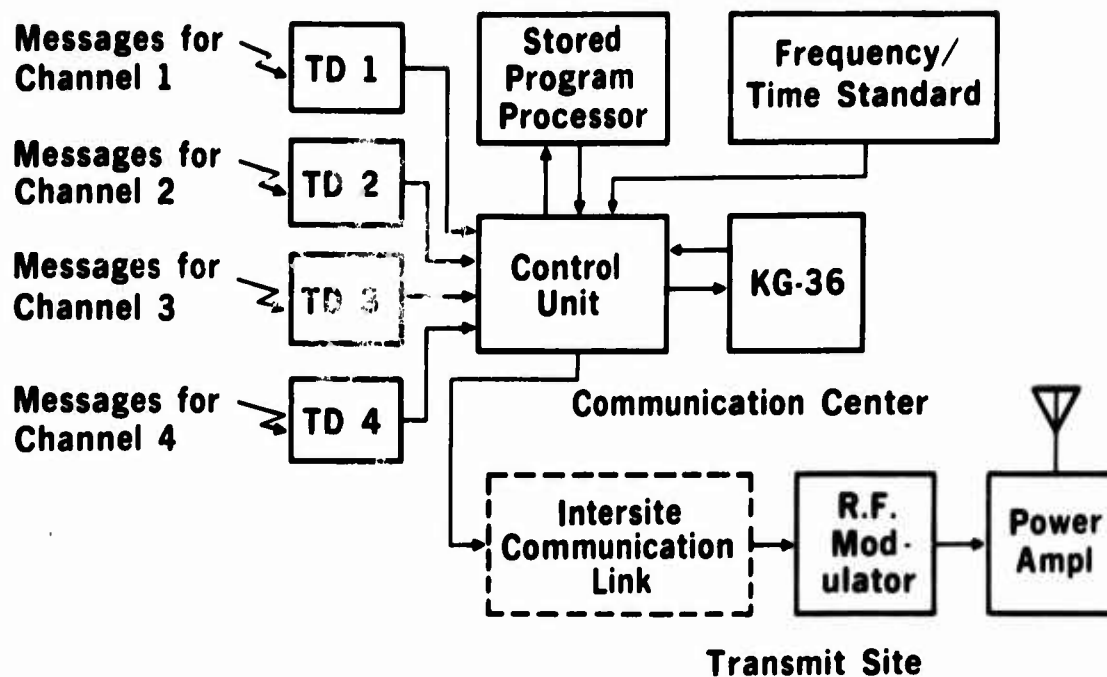 Messages for
Channel 1
TD 1
Stored
Program
Processor
Frequency/
Time Standard
Messages for
Channel 2
TD 2
Messages for
Channel 3
TD 3
Control
Unit
KG-36
Messages for
Channel 4
TD 4
Communication Center
Intersite
Communication
Link
R.F.
Mod-
ulator
Power
Ampl
Transmit Site